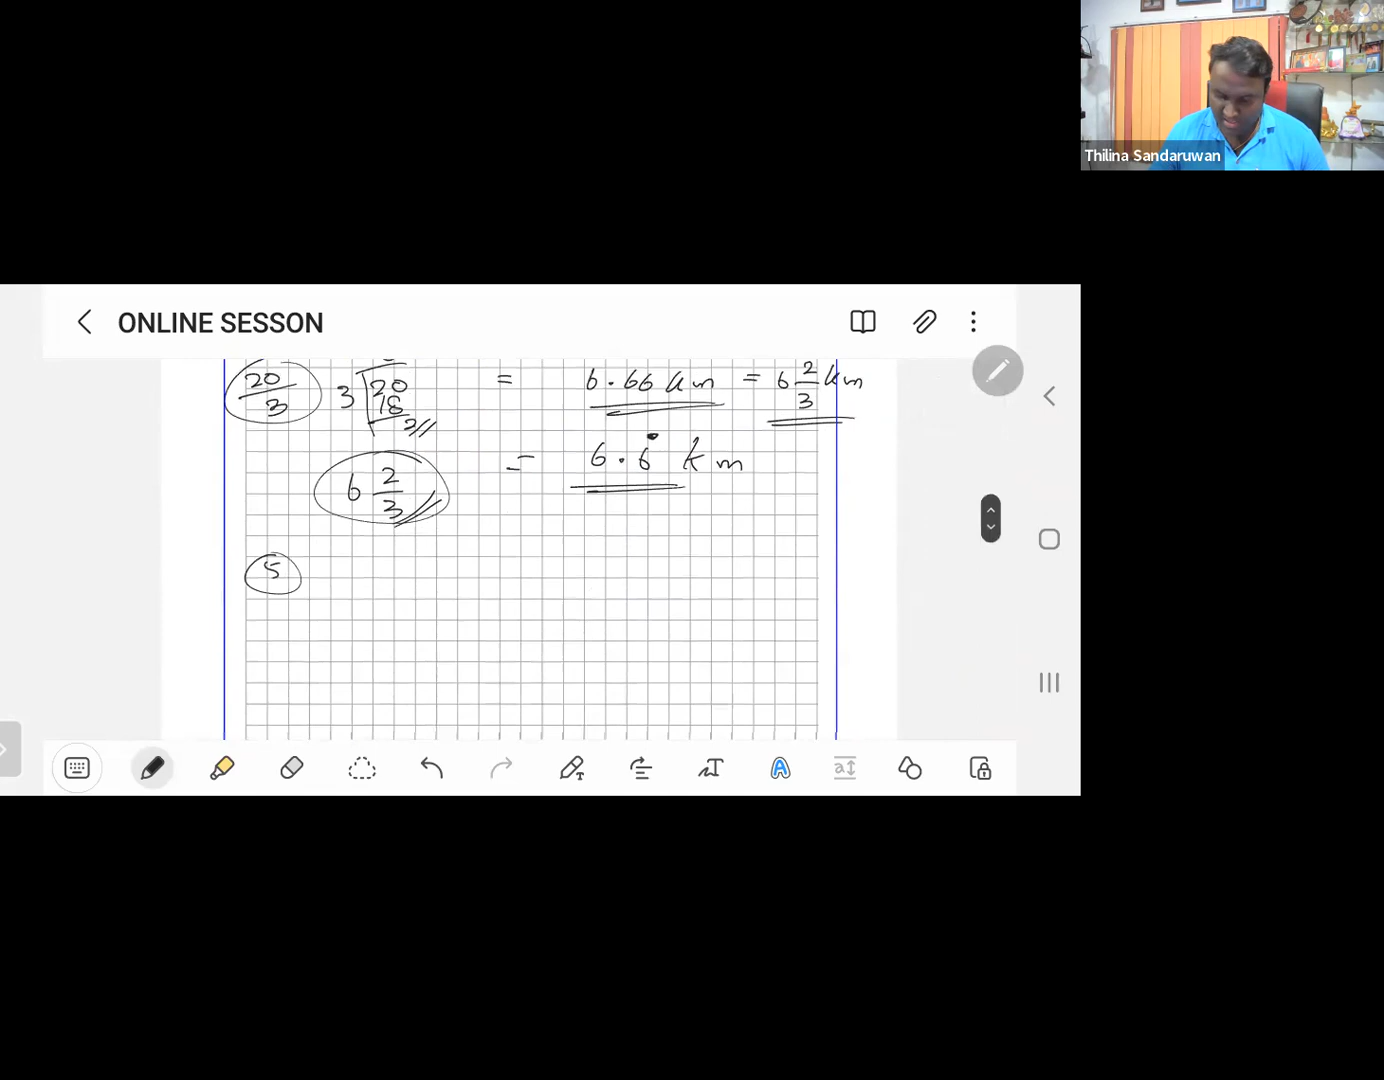 Thilina Sandaruwan
ONLINE SESSON
20/3 3 20 = 6.66 km = 6 2/3 km
18
2
6 2/3 = 6.6̇ km
5